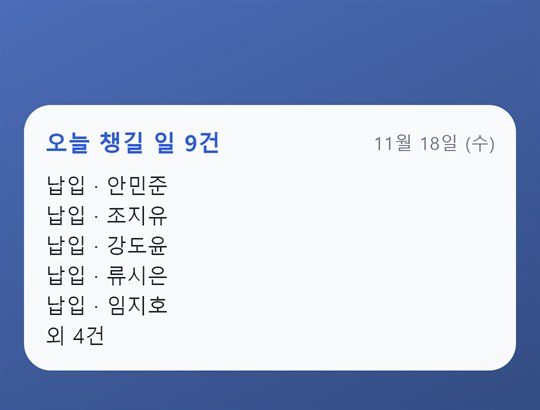 오늘 챙길 일 9건
11월 18일 (수)
납입 · 안민준
납입 · 조지유
납입 · 강도윤
납입 · 류시은
납입 · 임지호
외 4건